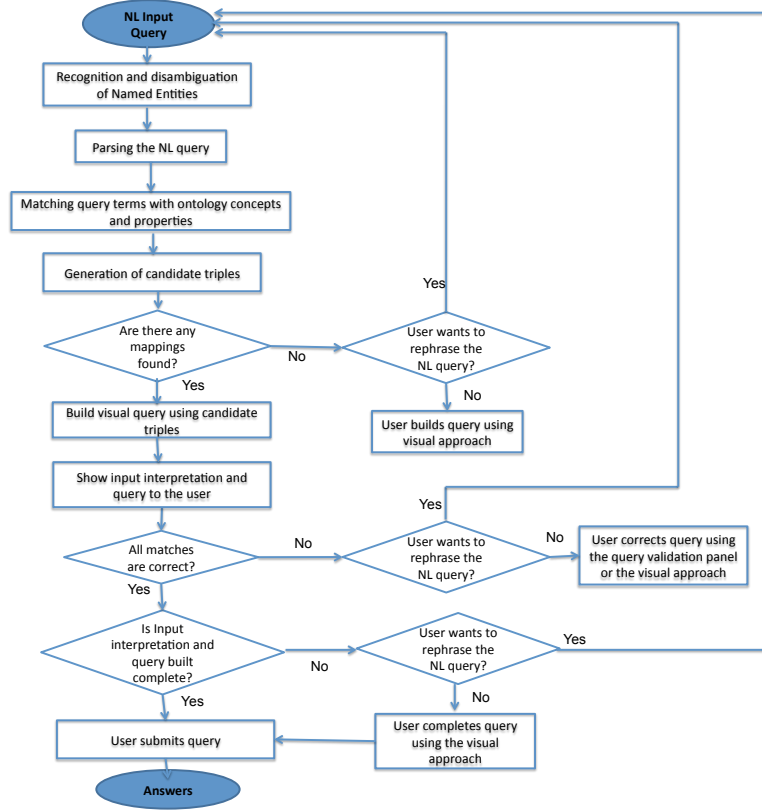 NL Input
Query
Recognition and disambiguation
of Named Entities
Parsing the NL query
Matching query terms with ontology concepts
and properties
Generation of candidate triples
Yes
Are there any
mappings
found?
No
User wants to
rephrase the
NL query?
Yes
No
Build visual query using candidate
triples
User builds query using
visual approach
Show input interpretation and
query to the user
Yes
All matches
are correct?
No
User wants to
rephrase the
NL query?
No
User corrects query using
the query validation panel
or the visual approach
Yes
Is Input
interpretation and
query built
complete?
No
User wants to
rephrase the
NL query?
Yes
Yes
No
User submits query
User completes query
using the visual
approach
Answers